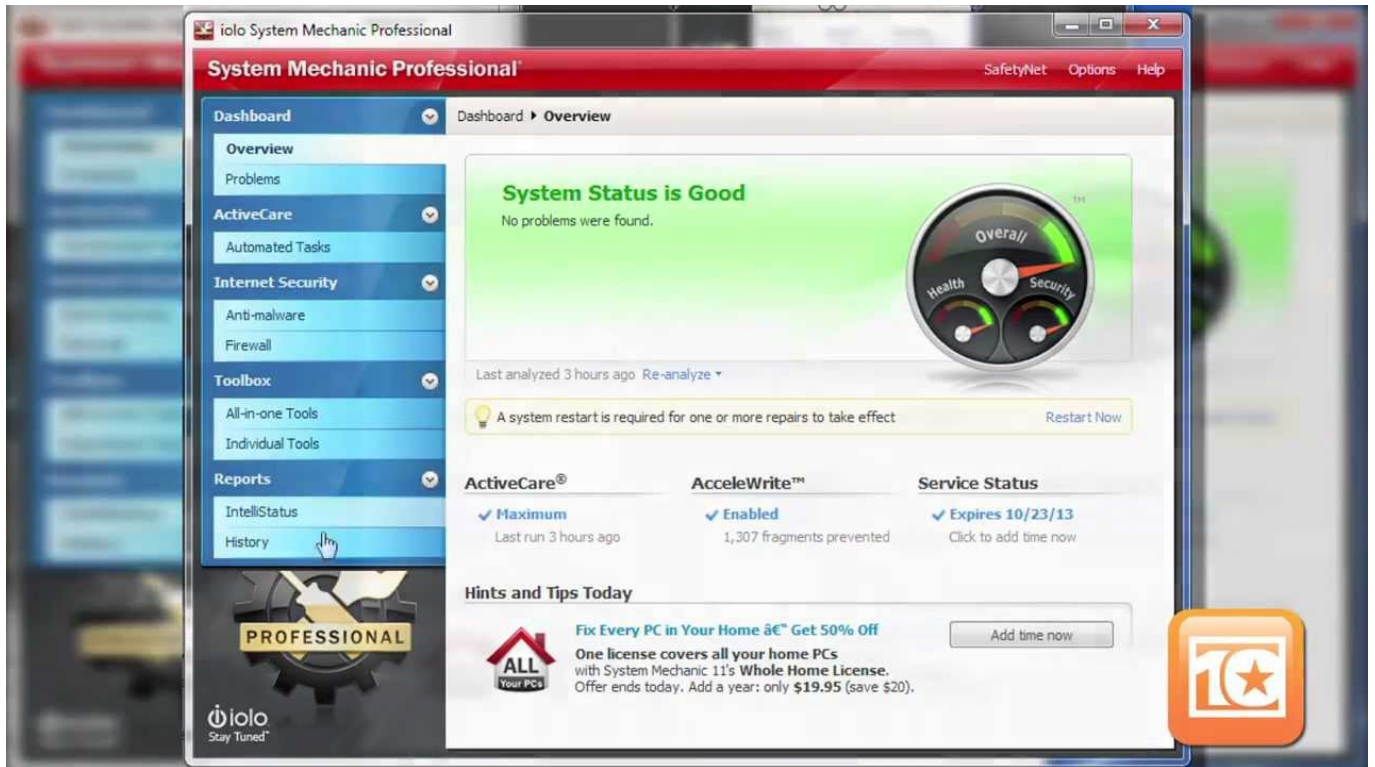 iolo System Mechanic Professional
System Mechanic Professional
SafetyNet Options Help
Dashboard
Overview
Problems
ActiveCare
Automated Tasks
Internet Security
Anti-malware
Firewall
Toolbox
All-in-one Tools
Individual Tools
Reports
IntelliStatus
History
PROFESSIONAL
iolo
Stay Tuned™
Dashboard ▸ Overview
System Status is Good
No problems were found.
Overall
TM
Health
Security
Last analyzed 3 hours ago Re-analyze
A system restart is required for one or more repairs to take effect Restart Now
ActiveCare®
Maximum
Last run 3 hours ago
AcceleWrite™
Enabled
1,307 fragments prevented
Service Status
Expires 10/23/13
Click to add time now
Hints and Tips Today
ALL
Your PCs
Fix Every PC in Your Home â€" Get 50% Off
One license covers all your home PCs
with System Mechanic 11's Whole Home License.
Offer ends today. Add a year: only $19.95 (save $20).
Add time now